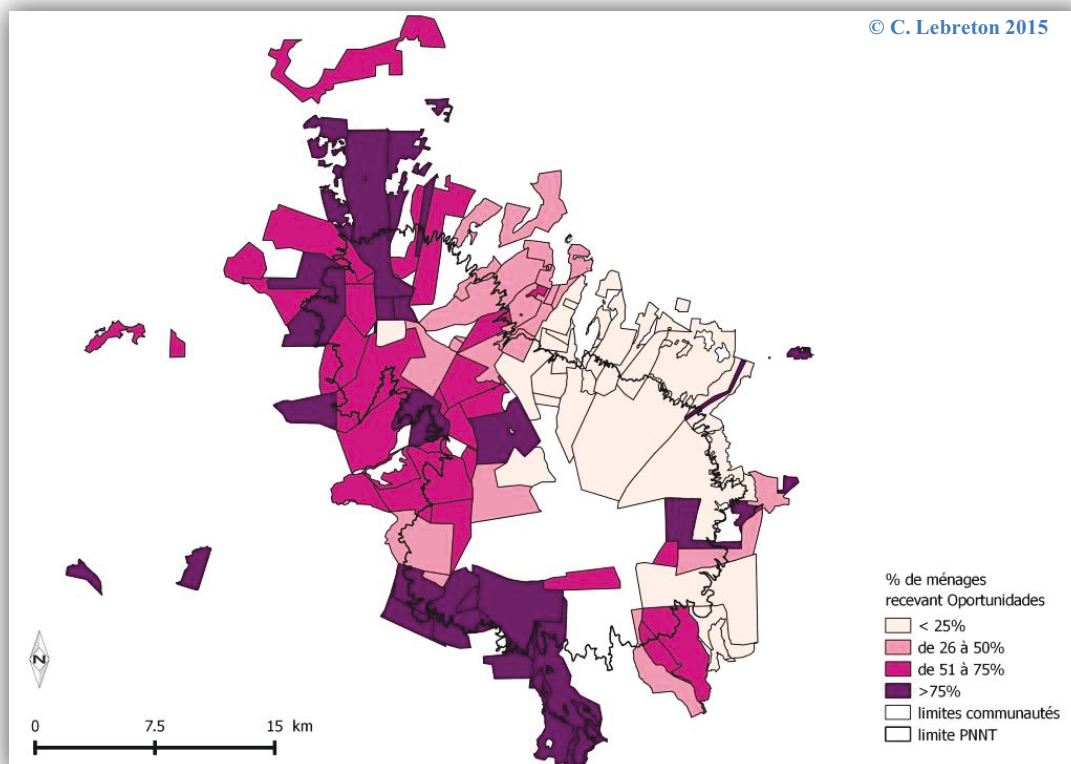 © C. Lebreton 2015
% de ménages
recevant Oportunidades
< 25%
de 26 à 50%
de 51 à 75%
>75%
limites communautés
limite PNNT
N
0 7.5 15 km